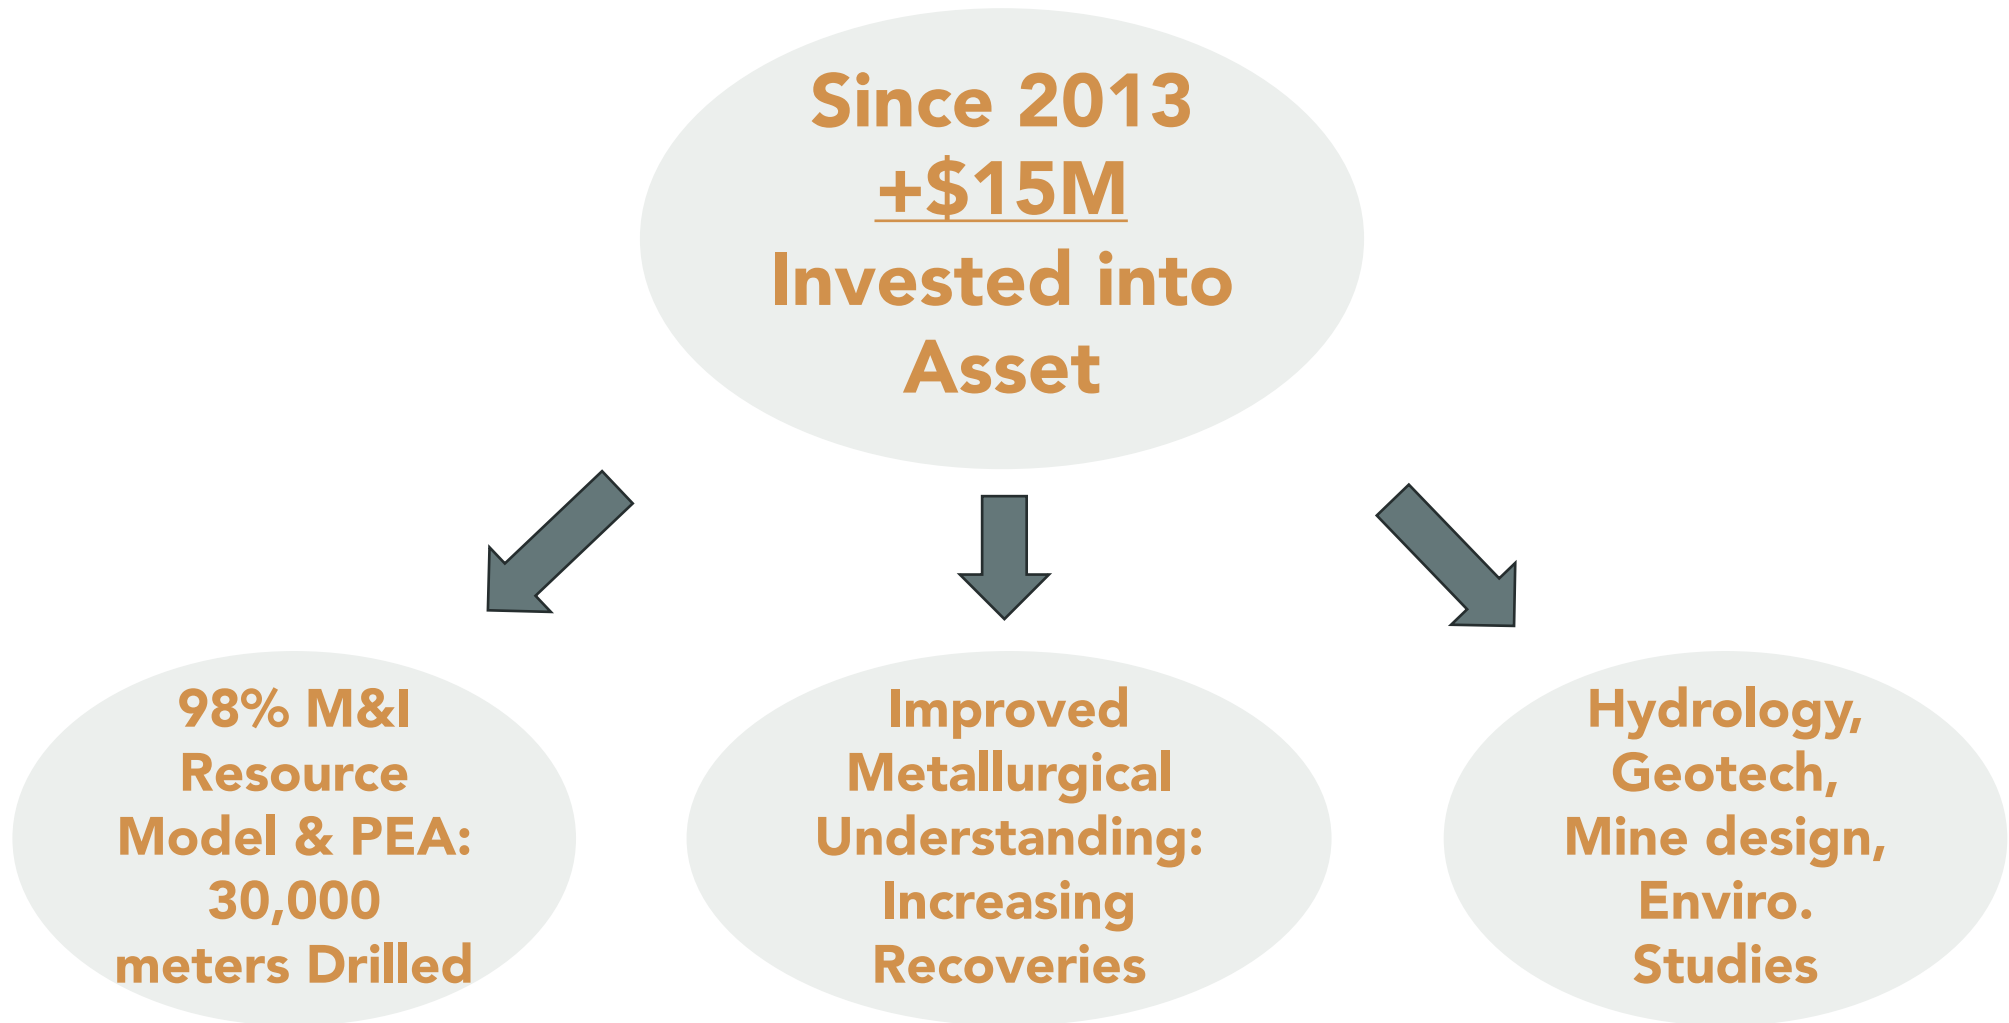 Since 2013
+$15M
Invested into
Asset
98% M&I
Resource
Model & PEA:
30,000
meters Drilled
Improved
Metallurgical
Understanding:
Increasing
Recoveries
Hydrology,
Geotech,
Mine design,
Enviro.
Studies